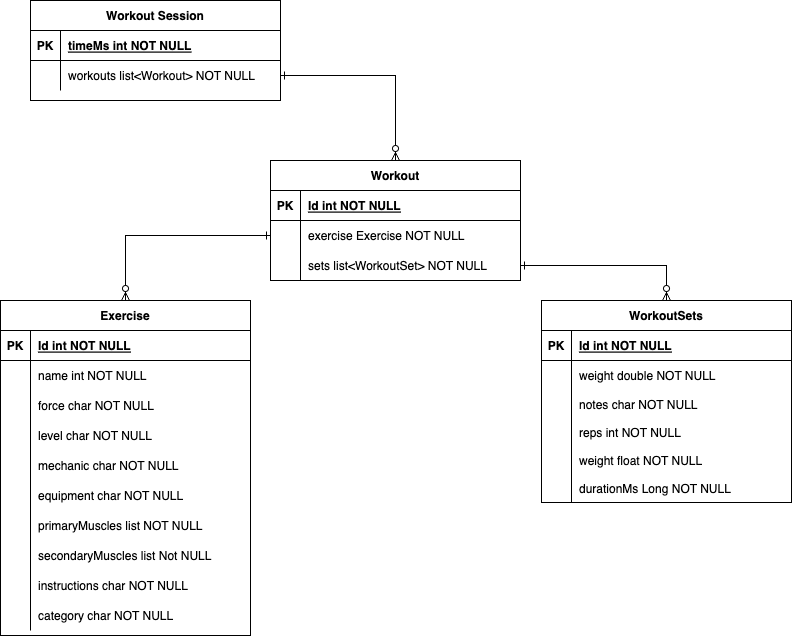 Workout Session
PK timeMs int NOT NULL
workouts list<Workout> NOT NULL
Workout
PK Id int NOT NULL
exercise Exercise NOT NULL
sets list<WorkoutSet> NOT NULL
Exercise
PK Id int NOT NULL
name int NOT NULL
force char NOT NULL
level char NOT NULL
mechanic char NOT NULL
equipment char NOT NULL
primaryMuscles list NOT NULL
secondaryMuscles list Not NULL
instructions char NOT NULL
category char NOT NULL
WorkoutSets
PK Id int NOT NULL
weight double NOT NULL
notes char NOT NULL
reps int NOT NULL
weight float NOT NULL
durationMs Long NOT NULL